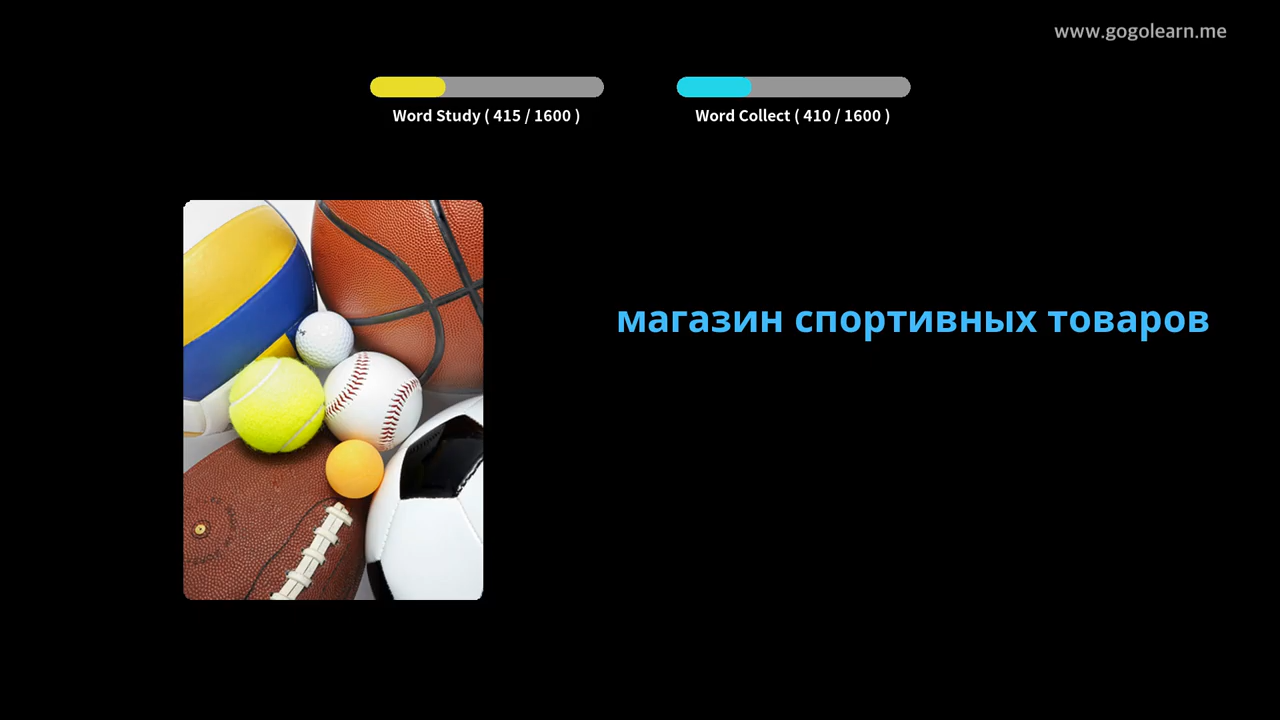 www.gogolearn.me
Word Study ( 415 / 1600 )
Word Collect ( 410 / 1600 )
магазин спортивных товаров